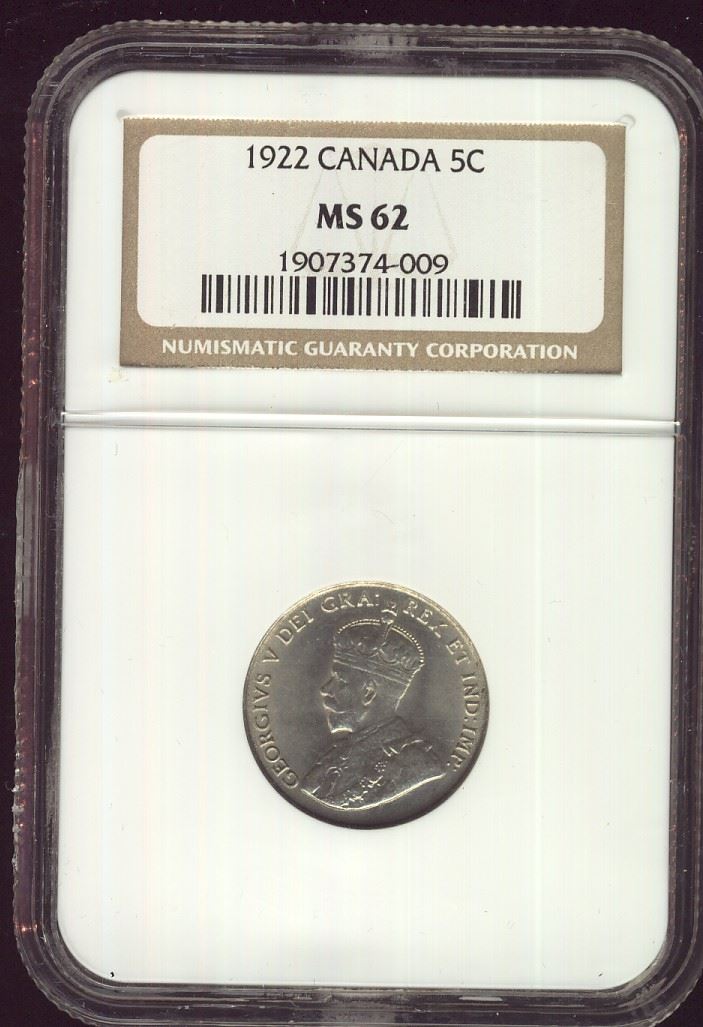 1922 CANADA 5C
MS 62
1907374-009
NUMISMATIC GUARANTY CORPORATION
GEORGIVS V DEI GRA: REX ET IND: IMP: